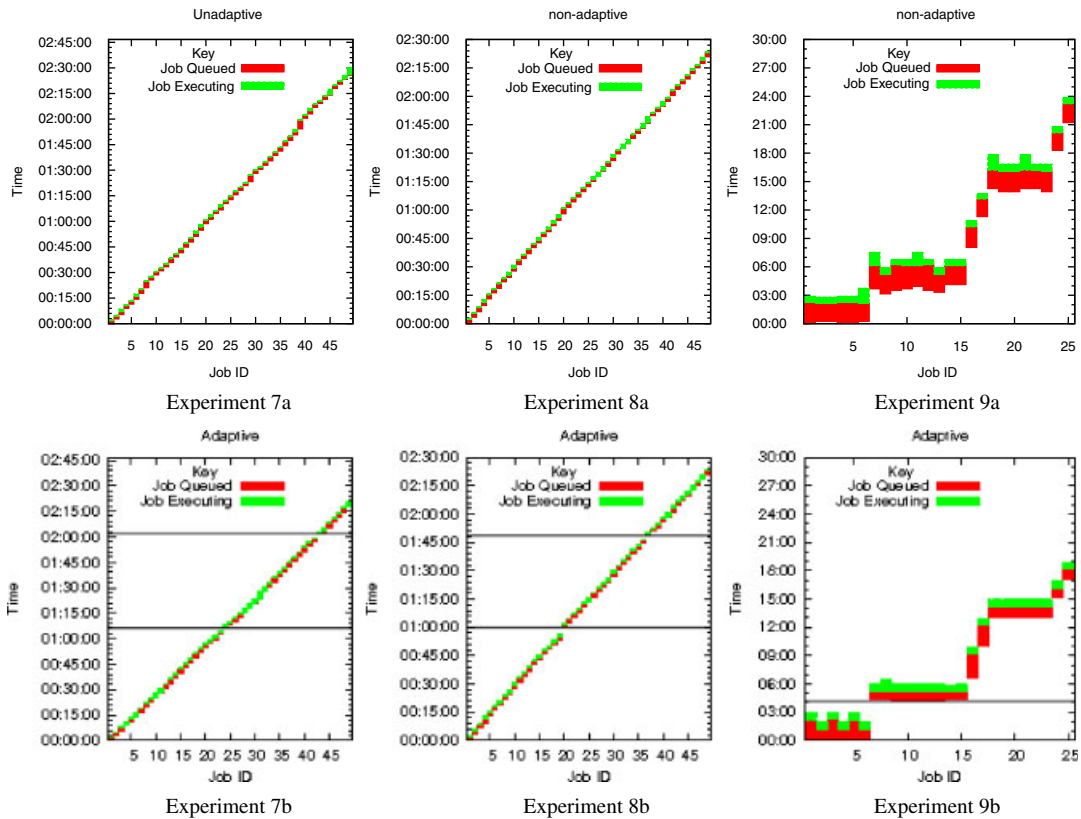 Unadaptive
02:45:00
02:30:00
02:15:00
02:00:00
01:45:00
01:30:00
01:15:00
01:00:00
00:45:00
00:30:00
00:15:00
00:00:00
Time
Key
Job Queued
Job Executing
5 10 15 20 25 30 35 40 45
Job ID
Experiment 7a
non-adaptive
02:30:00
02:15:00
02:00:00
01:45:00
01:30:00
01:15:00
01:00:00
00:45:00
00:30:00
00:15:00
00:00:00
Time
Key
Job Queued
Job Executing
5 10 15 20 25 30 35 40 45
Job ID
Experiment 8a
non-adaptive
30:00
27:00
24:00
21:00
18:00
15:00
12:00
09:00
06:00
03:00
00:00
Time
Key
Job Queued
Job Executing
5 10 15 20 25
Job ID
Experiment 9a
Adaptive
02:45:00
02:30:00
02:15:00
02:00:00
01:45:00
01:30:00
01:15:00
01:00:00
00:45:00
00:30:00
00:15:00
00:00:00
Time
Key
Job Queued
Job Executing
5 10 15 20 25 30 35 40 45
Job ID
Experiment 7b
Adaptive
02:30:00
02:15:00
02:00:00
01:45:00
01:30:00
01:15:00
01:00:00
00:45:00
00:30:00
00:15:00
00:00:00
Time
Key
Job Queued
Job Executing
5 10 15 20 25 30 35 40 45
Job ID
Experiment 8b
Adaptive
30:00
27:00
24:00
21:00
18:00
15:00
12:00
09:00
06:00
03:00
00:00
Time
Key
Job Queued
Job Executing
5 10 15 20 25
Job ID
Experiment 9b